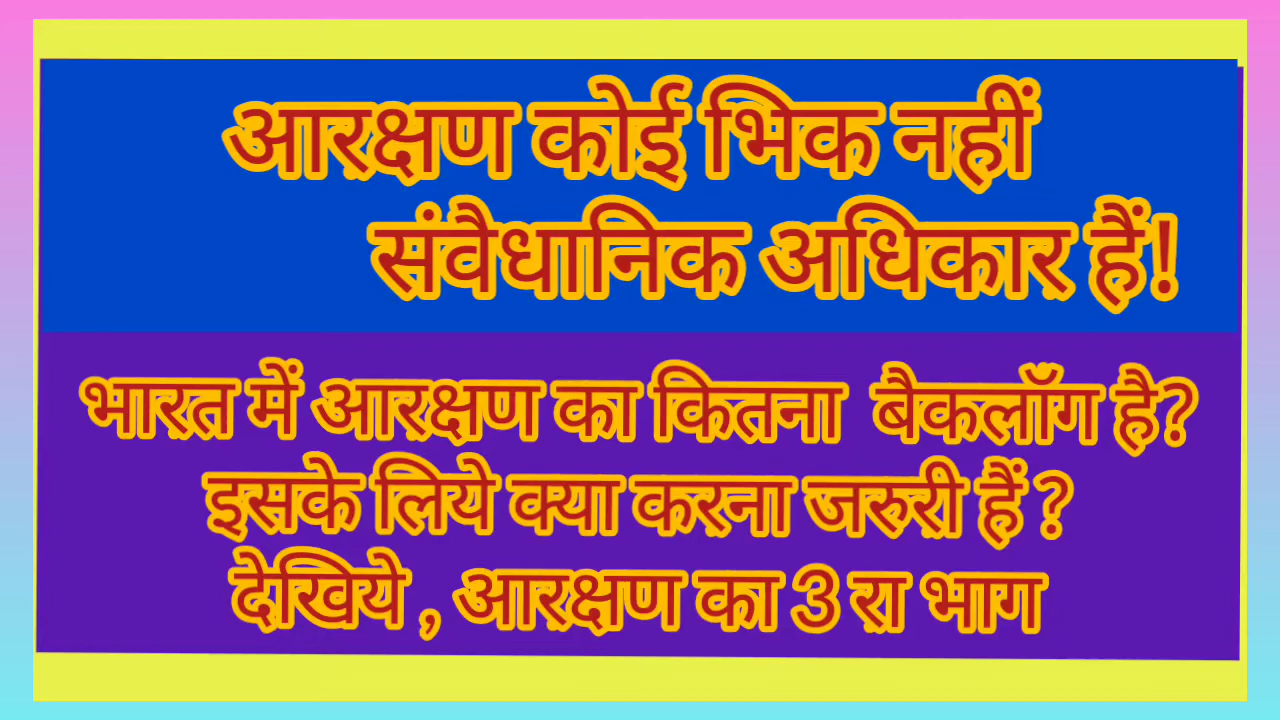 आरक्षण कोई भिक नहीं
संवैधानिक अधिकार हैं!
भारत में आरक्षण का कितना बैकलॉग है?
इसके लिये क्या करना जरुरी हैं ?
देखिये , आरक्षण का 3 रा भाग